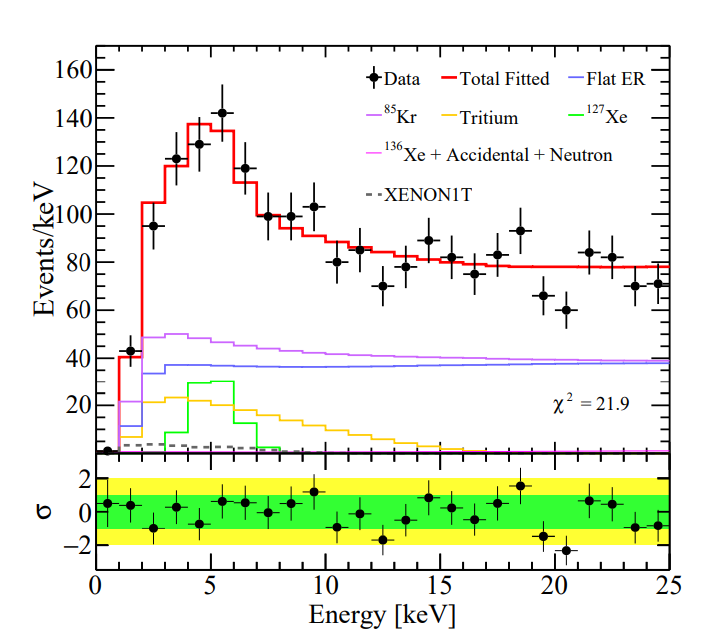 Data Total Fitted Flat ER
⁸⁵Kr Tritium ¹²⁷Xe
¹³⁶Xe + Accidental + Neutron
XENON1T
χ² = 21.9
Events/keV
160
140
120
100
80
60
40
20
σ
2
0
−2
0 5 10 15 20 25
Energy [keV]